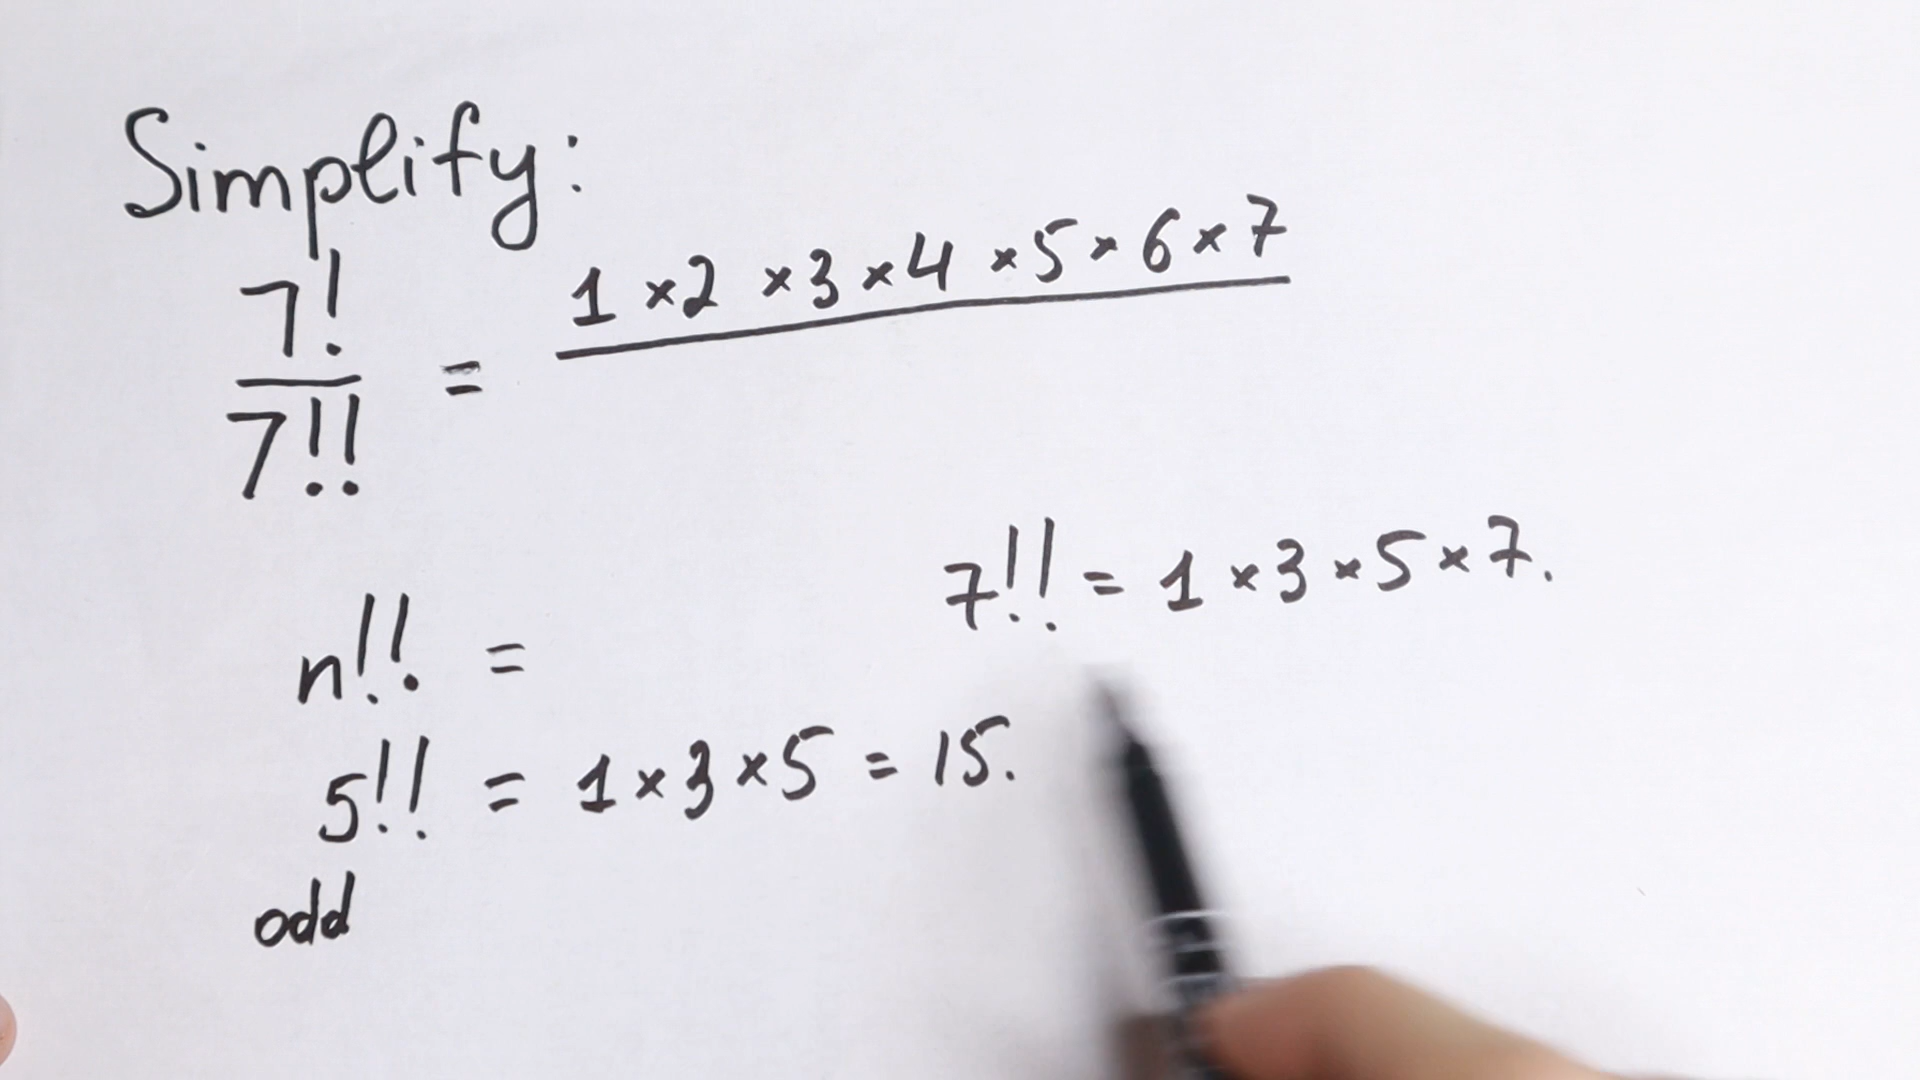 Simplify:
7!
7!!
=
1 × 2 × 3 × 4 × 5 × 6 × 7
7!! = 1 × 3 × 5 × 7.
n!! =
5!! = 1 × 3 × 5 = 15.
odd